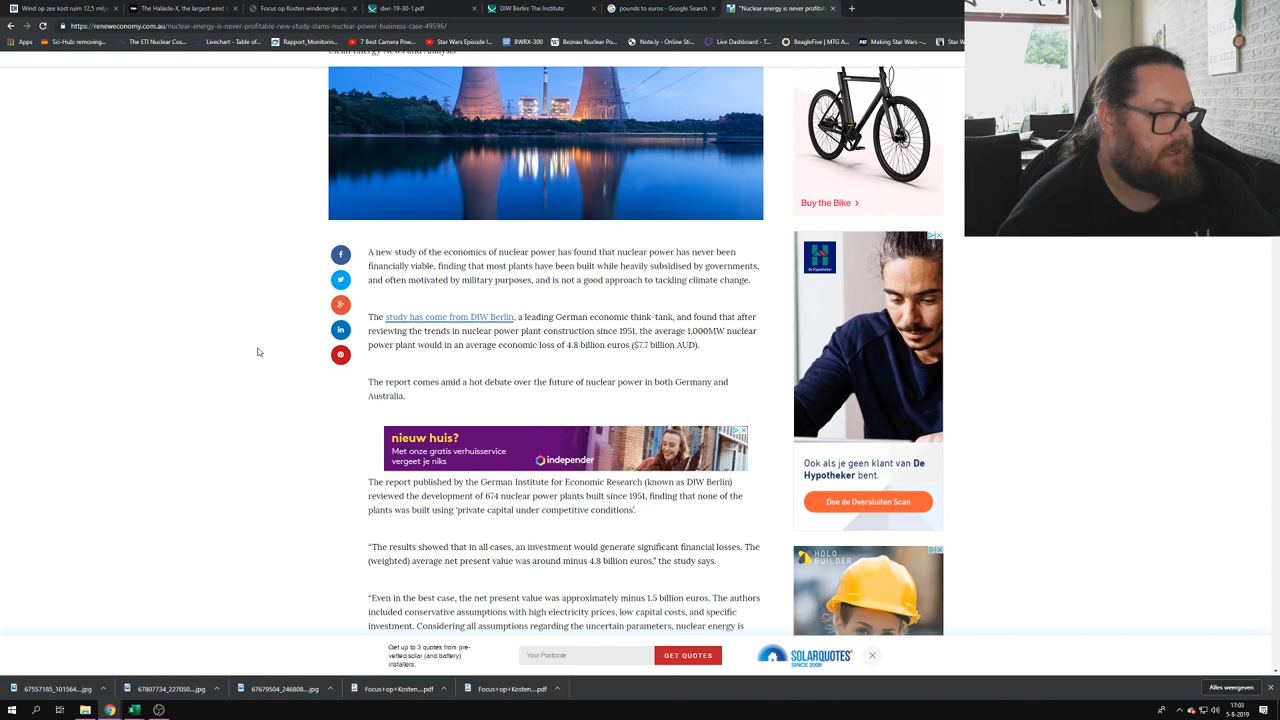 Wind op zee kost ruim 12,5 milj
The Haliade-X, the largest wind t
Focus op Kosten windenergie op
dwr-19-30-1.pdf
DIW Berlin: The Institute
pounds to euros - Google Search
"Nuclear energy is never profitab
https://reneweconomy.com.au/nuclear-energy-is-never-profitable-new-study-slams-nuclear-power-business-case-49596/
Apps
Sci-Hub: removing...
The ETI Nuclear Cos...
Livechart - Table of...
Rapport_Monitorin...
7 Best Camera Pow...
Star Wars Episode I...
BWRX-300
Beznau Nuclear Po...
Note.ly - Online Sti...
Live Dashboard - T...
BeagleFive | MTG A...
Making Star Wars –...
Star W
Clean Energy News and Analysis
Buy the Bike
A new study of the economics of nuclear power has found that nuclear power has never been
financially viable, finding that most plants have been built while heavily subsidised by governments,
and often motivated by military purposes, and is not a good approach to tackling climate change.
The study has come from DIW Berlin, a leading German economic think-tank, and found that after
reviewing the trends in nuclear power plant construction since 1951, the average 1,000MW nuclear
power plant would in an average economic loss of 4.8 billion euros ($7.7 billion AUD).
The report comes amid a hot debate over the future of nuclear power in both Germany and
Australia.
nieuw huis?
Met onze gratis verhuisservice
vergeet je niks
independer
The report published by the German Institute for Economic Research (known as DIW Berlin)
reviewed the development of 674 nuclear power plants built since 1951, finding that none of the
plants was built using ‘private capital under competitive conditions’.
“The results showed that in all cases, an investment would generate significant financial losses. The
(weighted) average net present value was around minus 4.8 billion euros,” the study says.
“Even in the best case, the net present value was approximately minus 1.5 billion euros. The authors
included conservative assumptions with high electricity prices, low capital costs, and specific
investment. Considering all assumptions regarding the uncertain parameters, nuclear energy is
De Hypotheker
Ook als je geen klant van De
Hypotheker bent.
Doe de Oversluiten Scan
HOLO
BUILDER
Get up to 3 quotes from pre-
vetted solar (and battery)
installers.
Your Postcode
GET QUOTES
SOLARQUOTES
SINCE 2009
67557185_101564....jpg
67807734_227050....jpg
67679504_246808....jpg
Focus+op+Kosten....pdf
Focus+op+Kosten....pdf
Alles weergeven
17:03
5-8-2019